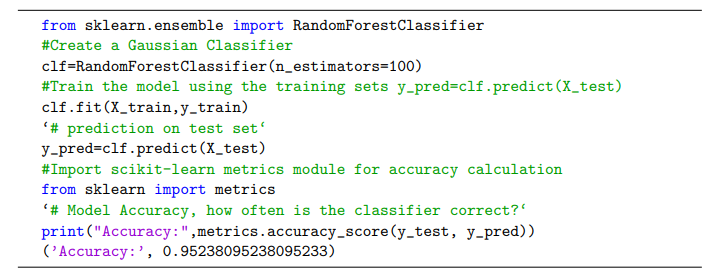 from sklearn.ensemble import RandomForestClassifier
#Create a Gaussian Classifier
clf=RandomForestClassifier(n_estimators=100)
#Train the model using the training sets y_pred=clf.predict(X_test)
clf.fit(X_train,y_train)
‘# prediction on test set‘
y_pred=clf.predict(X_test)
#Import scikit-learn metrics module for accuracy calculation
from sklearn import metrics
‘# Model Accuracy, how often is the classifier correct?‘
print("Accuracy:",metrics.accuracy_score(y_test, y_pred))
(’Accuracy:’, 0.95238095238095233)